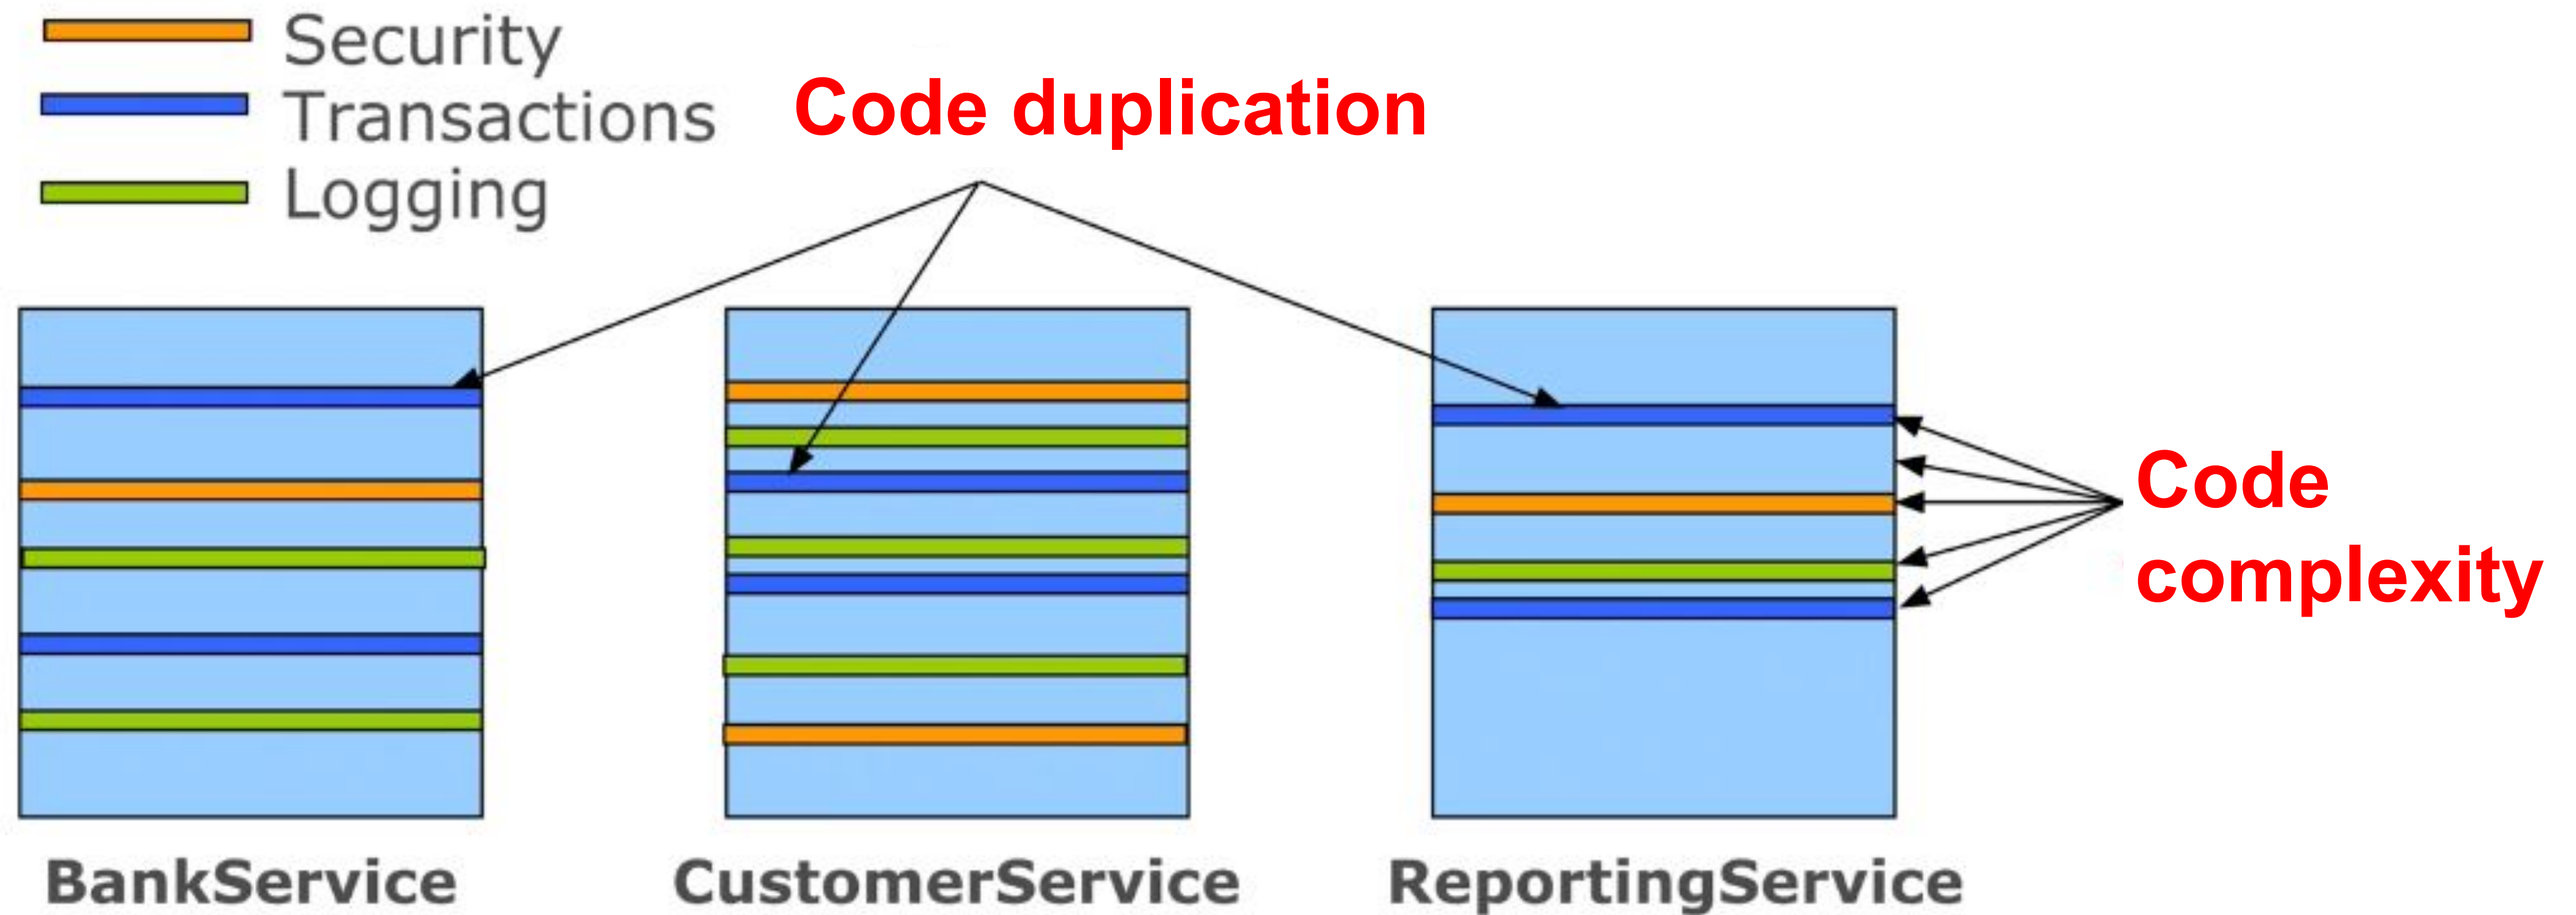 Security
Transactions
Logging
Code duplication
Code
complexity
BankService
CustomerService
ReportingService